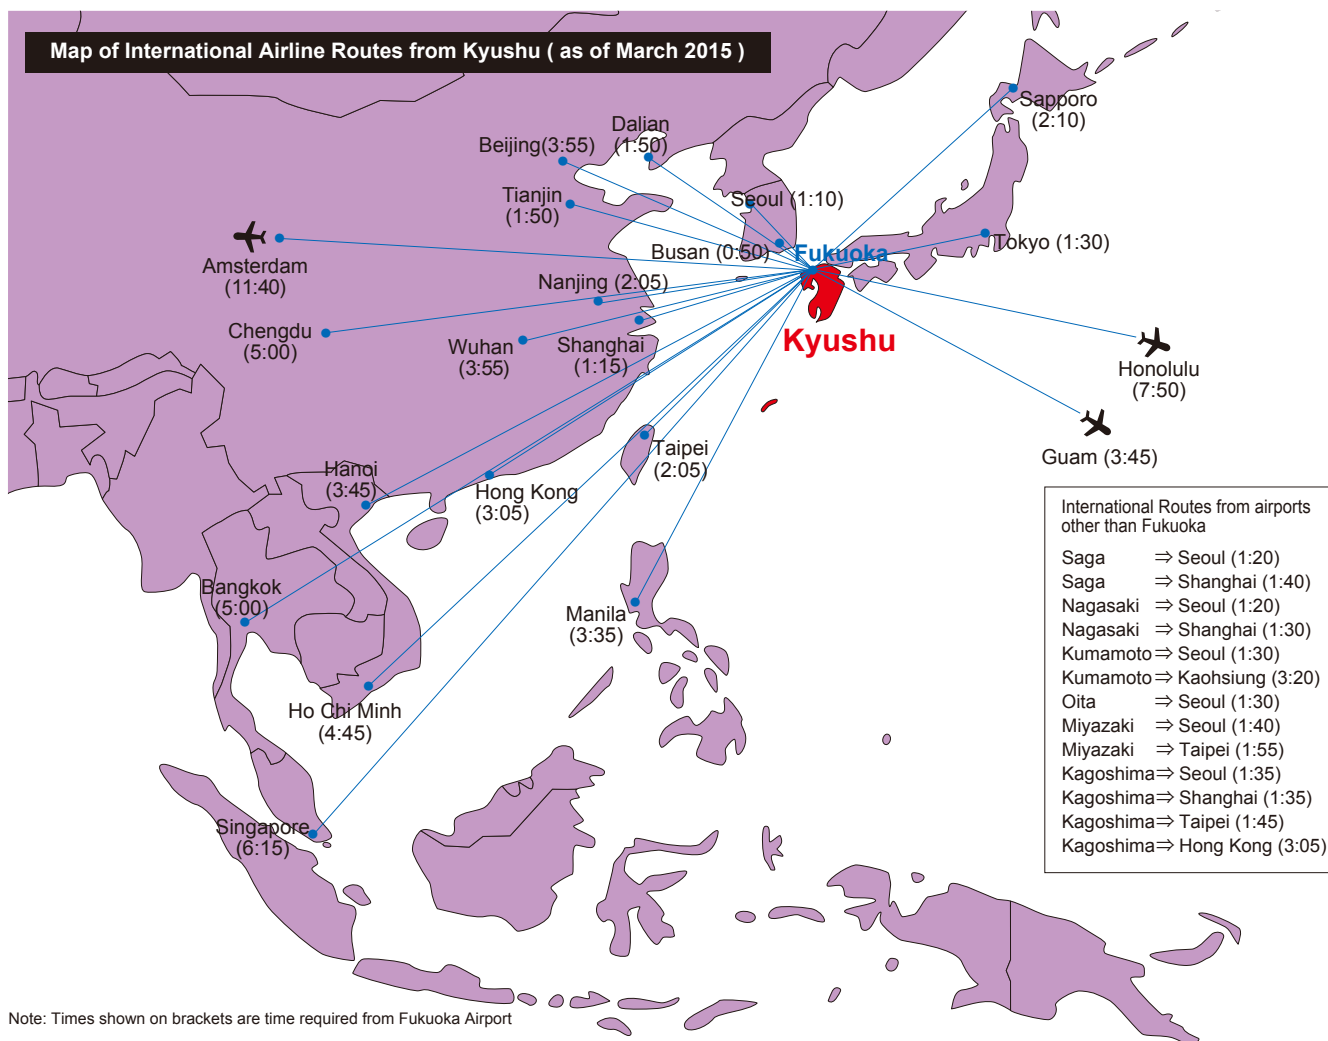 Map of International Airline Routes from Kyushu ( as of March 2015 )
Sapporo
(2:10)
Dalian
(1:50)
Beijing(3:55)
Tianjin
(1:50)
Seoul (1:10)
Busan (0:50)
Fukuoka
Tokyo (1:30)
Amsterdam
(11:40)
Nanjing (2:05)
Chengdu
(5:00)
Wuhan
(3:55)
Shanghai
(1:15)
Kyushu
Honolulu
(7:50)
Guam (3:45)
Taipei
(2:05)
Hanoi
(3:45)
Hong Kong
(3:05)
Bangkok
(5:00)
Manila
(3:35)
Ho Chi Minh
(4:45)
Singapore
(6:15)
International Routes from airports
other than Fukuoka
Saga ⇒ Seoul (1:20)
Saga ⇒ Shanghai (1:40)
Nagasaki ⇒ Seoul (1:20)
Nagasaki ⇒ Shanghai (1:30)
Kumamoto ⇒ Seoul (1:30)
Kumamoto ⇒ Kaohsiung (3:20)
Oita ⇒ Seoul (1:30)
Miyazaki ⇒ Seoul (1:40)
Miyazaki ⇒ Taipei (1:55)
Kagoshima ⇒ Seoul (1:35)
Kagoshima ⇒ Shanghai (1:35)
Kagoshima ⇒ Taipei (1:45)
Kagoshima ⇒ Hong Kong (3:05)
Note: Times shown on brackets are time required from Fukuoka Airport